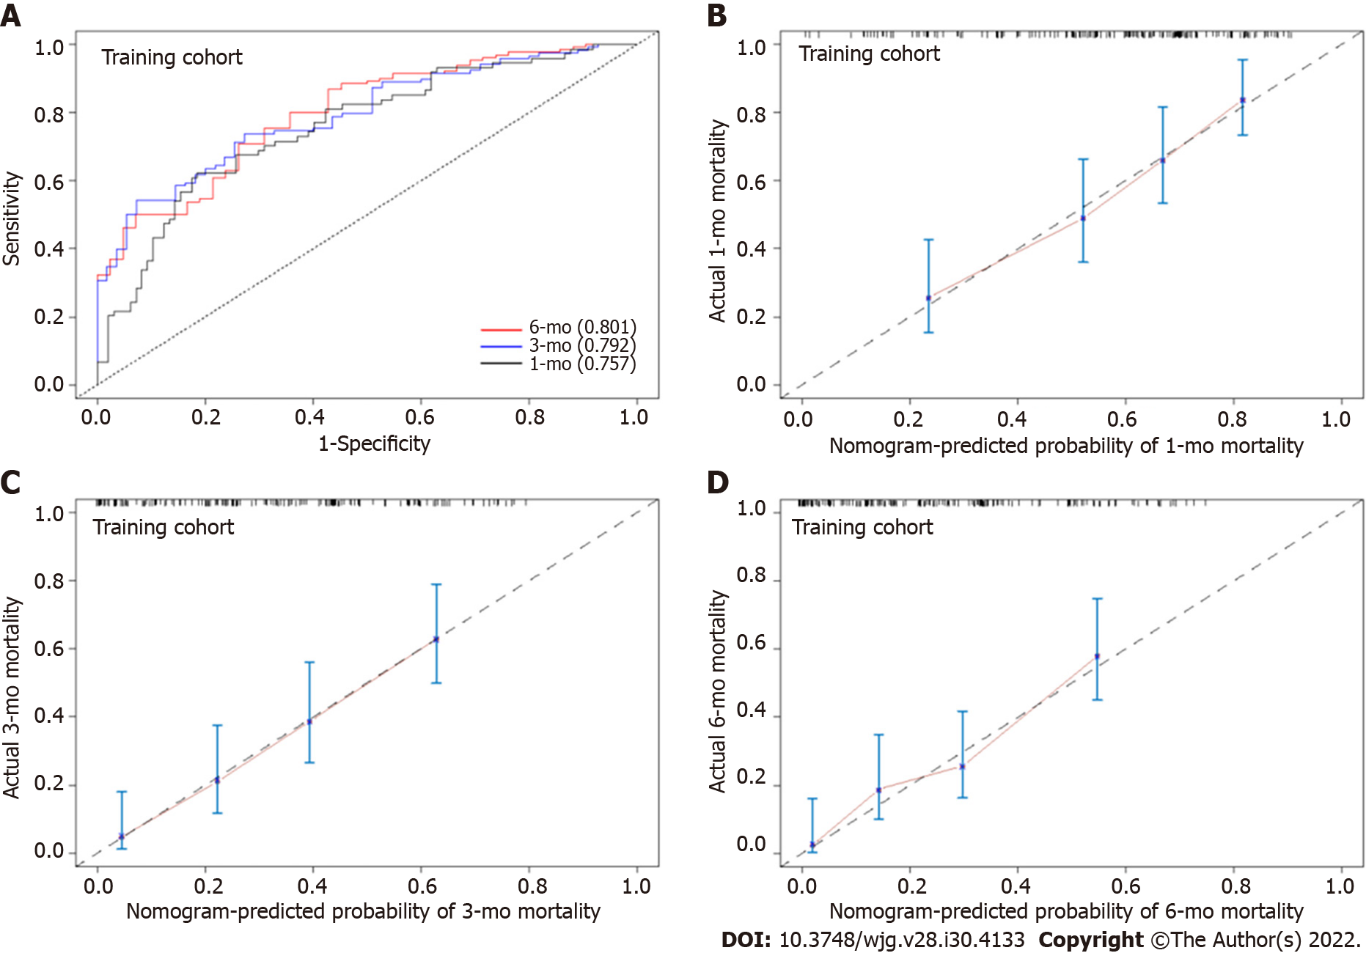 A
Training cohort
1.0
0.8
0.6
0.4
0.2
0.0
Sensitivity
6-mo (0.801)
3-mo (0.792)
1-mo (0.757)
0.0 0.2 0.4 0.6 0.8 1.0
1-Specificity
B
Training cohort
1.0
0.8
0.6
0.4
0.2
0.0
Actual 1-mo mortality
0.0 0.2 0.4 0.6 0.8 1.0
Nomogram-predicted probability of 1-mo mortality
C
Training cohort
1.0
0.8
0.6
0.4
0.2
0.0
Actual 3-mo mortality
0.0 0.2 0.4 0.6 0.8 1.0
Nomogram-predicted probability of 3-mo mortality
D
Training cohort
1.0
0.8
0.6
0.4
0.2
0.0
Actual 6-mo mortality
0.0 0.2 0.4 0.6 0.8 1.0
Nomogram-predicted probability of 6-mo mortality
DOI: 10.3748/wjg.v28.i30.4133 Copyright ©The Author(s) 2022.